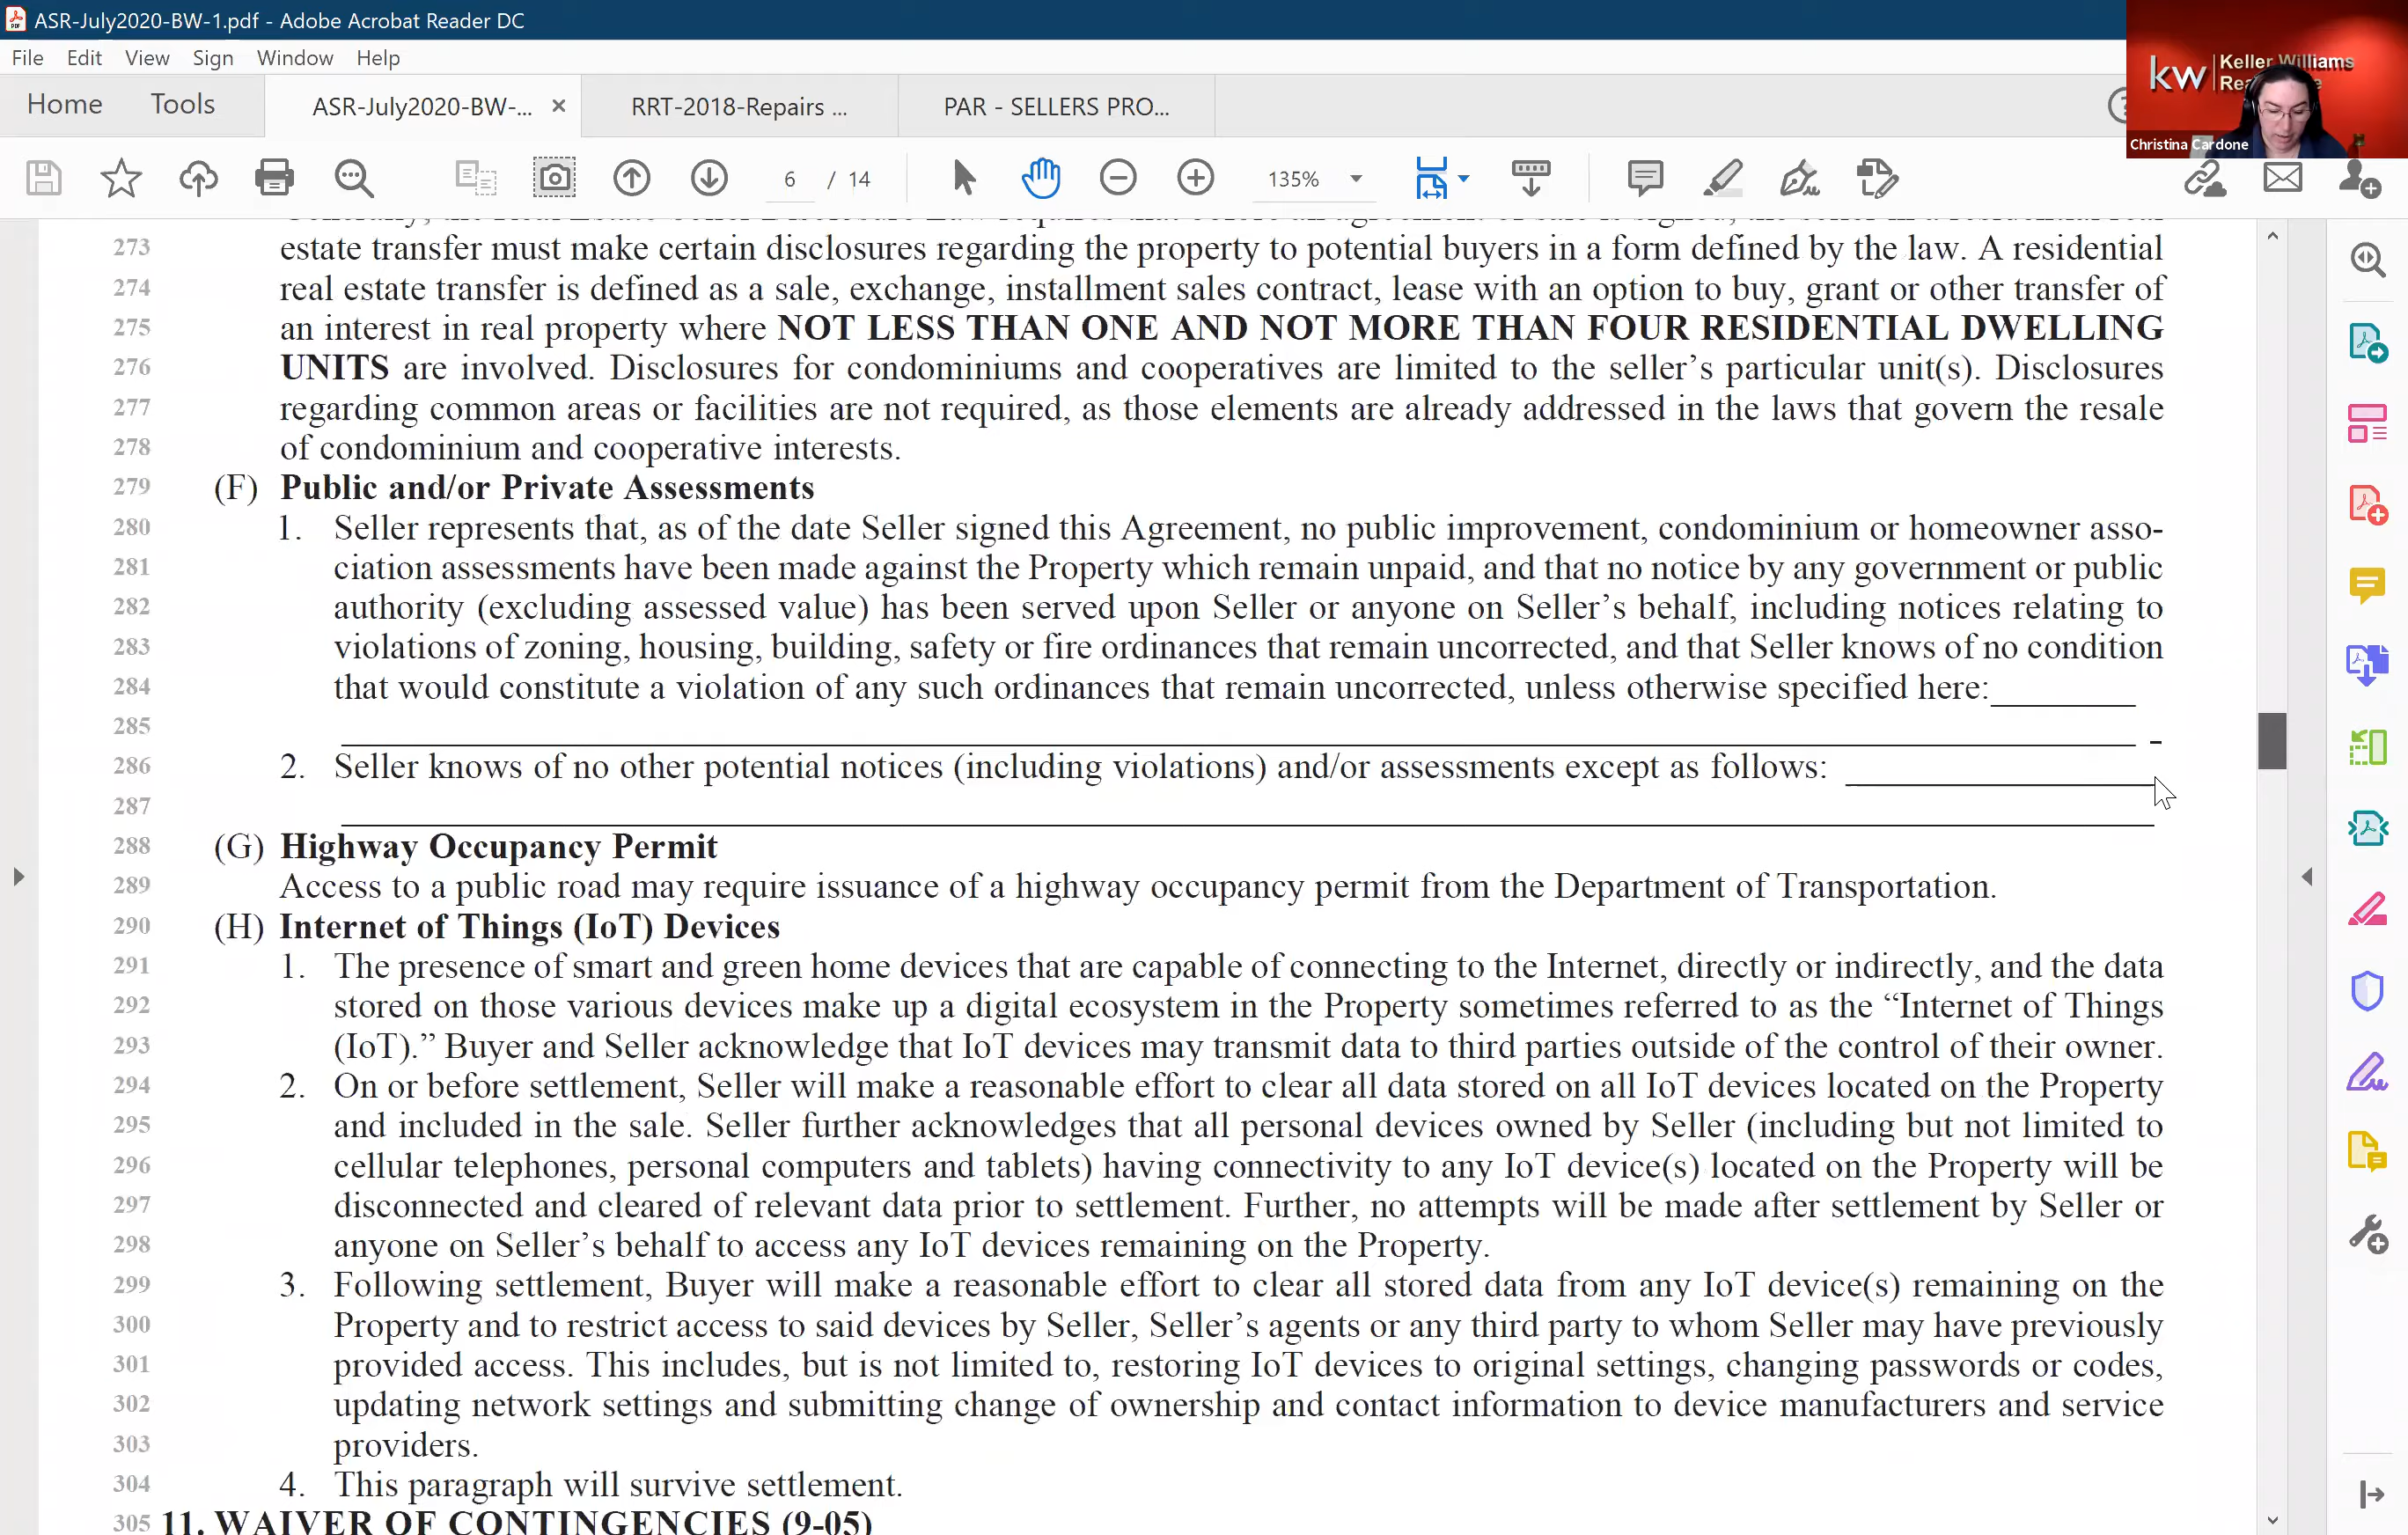 ASR-July2020-BW-1.pdf - Adobe Acrobat Reader DC
File Edit View Sign Window Help
Home Tools ASR-July2020-BW-... × RRT-2018-Repairs ... PAR - SELLERS PRO...
kw Keller Williams
Christina Cardone
6 / 14 135%
273 estate transfer must make certain disclosures regarding the property to potential buyers in a form defined by the law. A residential
274 real estate transfer is defined as a sale, exchange, installment sales contract, lease with an option to buy, grant or other transfer of
275 an interest in real property where NOT LESS THAN ONE AND NOT MORE THAN FOUR RESIDENTIAL DWELLING
276 UNITS are involved. Disclosures for condominiums and cooperatives are limited to the seller's particular unit(s). Disclosures
277 regarding common areas or facilities are not required, as those elements are already addressed in the laws that govern the resale
278 of condominium and cooperative interests.
279 (F) Public and/or Private Assessments
280 1. Seller represents that, as of the date Seller signed this Agreement, no public improvement, condominium or homeowner asso-
281 ciation assessments have been made against the Property which remain unpaid, and that no notice by any government or public
282 authority (excluding assessed value) has been served upon Seller or anyone on Seller's behalf, including notices relating to
283 violations of zoning, housing, building, safety or fire ordinances that remain uncorrected, and that Seller knows of no condition
284 that would constitute a violation of any such ordinances that remain uncorrected, unless otherwise specified here:
285
286 2. Seller knows of no other potential notices (including violations) and/or assessments except as follows:
287
288 (G) Highway Occupancy Permit
289 Access to a public road may require issuance of a highway occupancy permit from the Department of Transportation.
290 (H) Internet of Things (IoT) Devices
291 1. The presence of smart and green home devices that are capable of connecting to the Internet, directly or indirectly, and the data
292 stored on those various devices make up a digital ecosystem in the Property sometimes referred to as the “Internet of Things
293 (IoT).” Buyer and Seller acknowledge that IoT devices may transmit data to third parties outside of the control of their owner.
294 2. On or before settlement, Seller will make a reasonable effort to clear all data stored on all IoT devices located on the Property
295 and included in the sale. Seller further acknowledges that all personal devices owned by Seller (including but not limited to
296 cellular telephones, personal computers and tablets) having connectivity to any IoT device(s) located on the Property will be
297 disconnected and cleared of relevant data prior to settlement. Further, no attempts will be made after settlement by Seller or
298 anyone on Seller's behalf to access any IoT devices remaining on the Property.
299 3. Following settlement, Buyer will make a reasonable effort to clear all stored data from any IoT device(s) remaining on the
300 Property and to restrict access to said devices by Seller, Seller's agents or any third party to whom Seller may have previously
301 provided access. This includes, but is not limited to, restoring IoT devices to original settings, changing passwords or codes,
302 updating network settings and submitting change of ownership and contact information to device manufacturers and service
303 providers.
304 4. This paragraph will survive settlement.
305 11. WAIVER OF CONTINGENCIES (9-05)